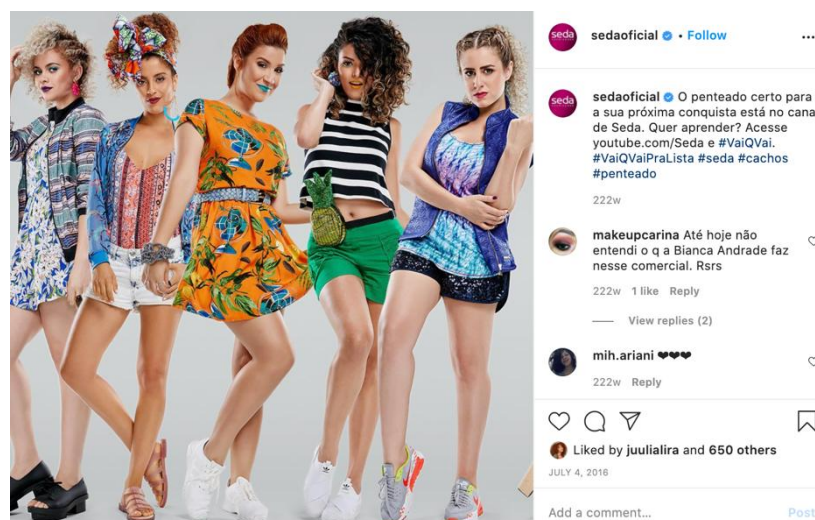 seda
sedaoficial • Follow
seda
sedaoficial O penteado certo para
a sua próxima conquista está no cana
de Seda. Quer aprender? Acesse
youtube.com/Seda e #VaiQVai.
#VaiQVaiPraLista #seda #cachos
#penteado
222w
makeupcarina Até hoje não
entendi o q a Bianca Andrade faz
nesse comercial. Rsrs
222w 1 like Reply
View replies (2)
mih.ariani ❤❤❤
222w Reply
Liked by juulialira and 650 others
JULY 4, 2016
Add a comment...
Post